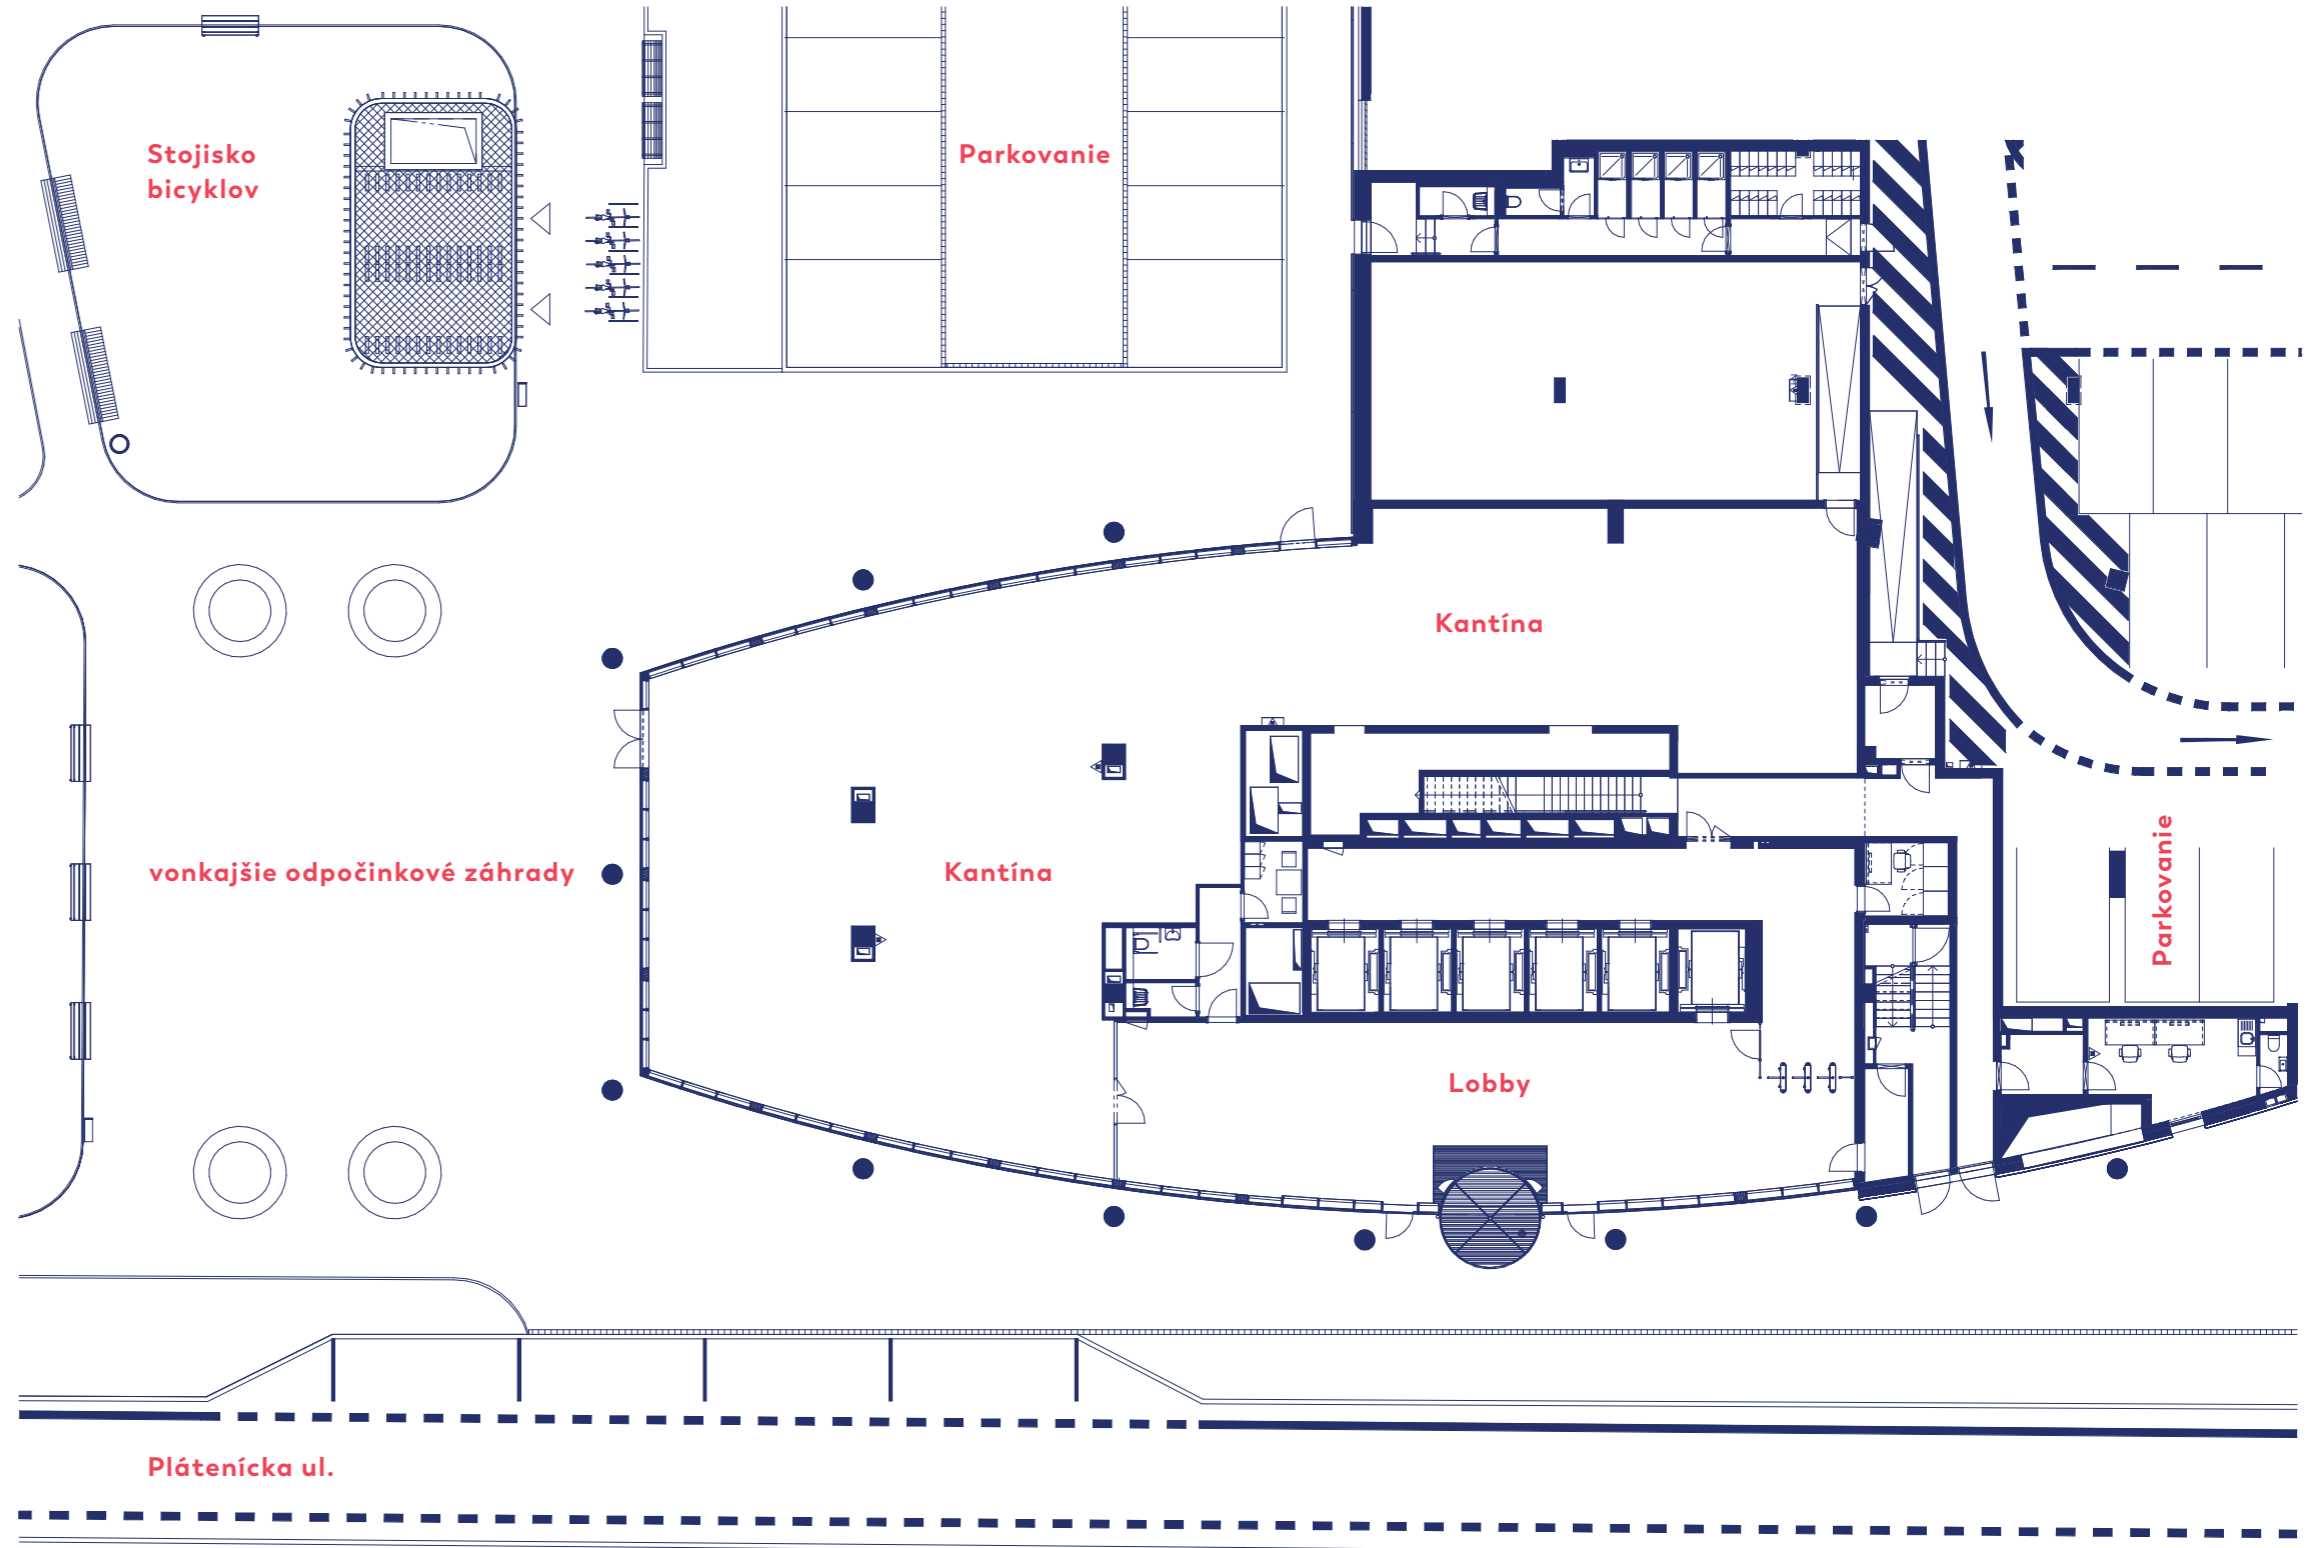 Stojisko
bicyklov
Parkovanie
Kantína
vonkajšie odpočinkové záhrady
Kantína
Parkovanie
Lobby
Plátenícka ul.